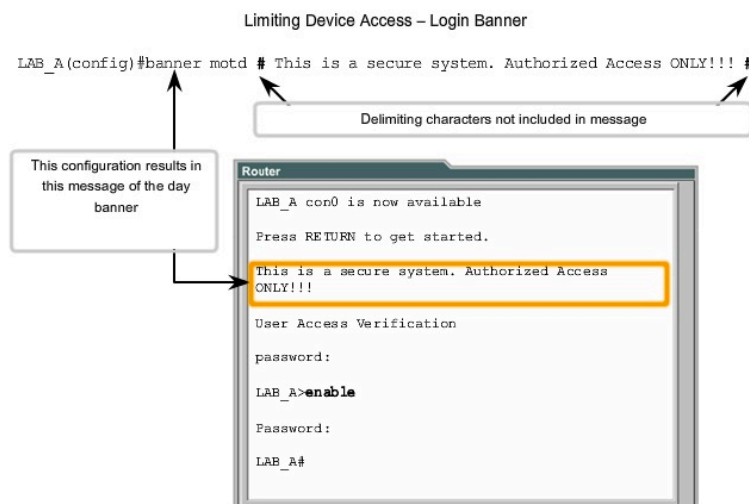 Limiting Device Access – Login Banner
LAB_A(config)#banner motd # This is a secure system. Authorized Access ONLY!!! #
Delimiting characters not included in message
This configuration results in
this message of the day
banner
Router
LAB_A con0 is now available
Press RETURN to get started.
This is a secure system. Authorized Access
ONLY!!!
User Access Verification
password:
LAB_A>enable
Password:
LAB_A#